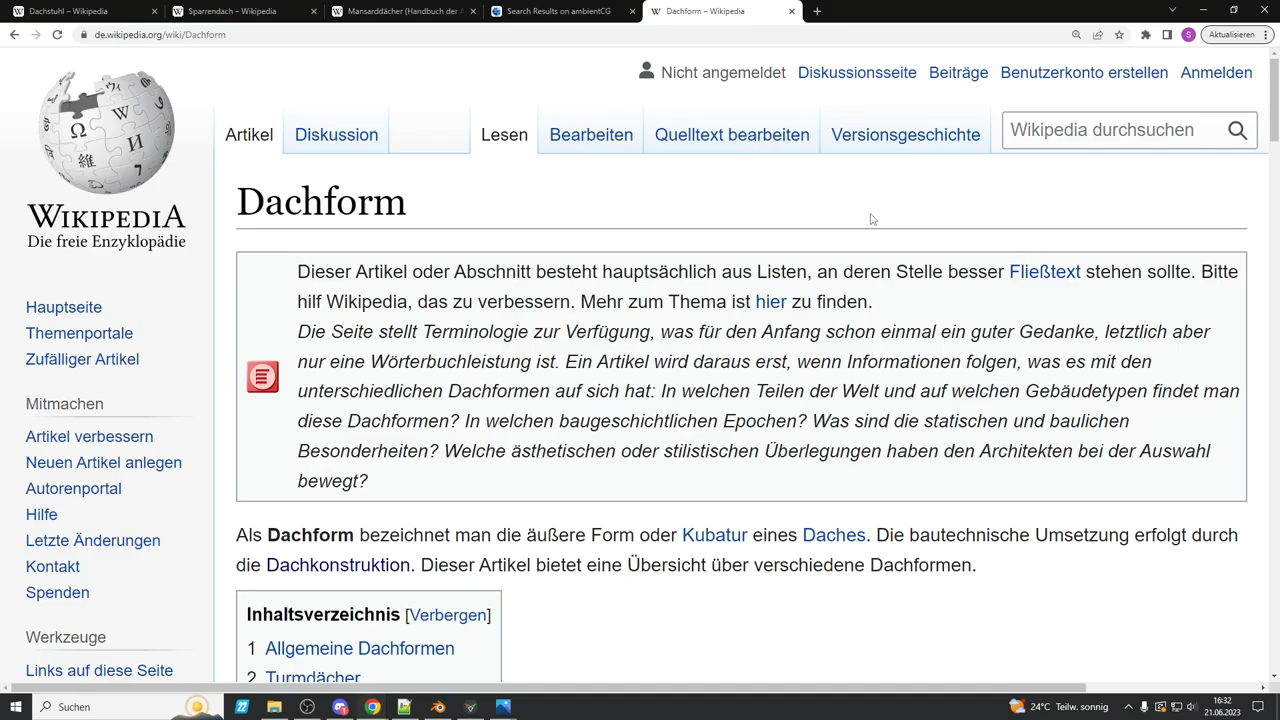 Dachstuhl – Wikipedia
Sparrendach – Wikipedia
Mansarddächer (Handbuch der A
Search Results on ambientCG
Dachform – Wikipedia
de.wikipedia.org/wiki/Dachform
S
Aktualisieren
Nicht angemeldet Diskussionsseite Beiträge Benutzerkonto erstellen Anmelden
Artikel Diskussion Lesen Bearbeiten Quelltext bearbeiten Versionsgeschichte Wikipedia durchsuchen
WIKIPEDIA
Die freie Enzyklopädie
Hauptseite
Themenportale
Zufälliger Artikel
Mitmachen
Artikel verbessern
Neuen Artikel anlegen
Autorenportal
Hilfe
Letzte Änderungen
Kontakt
Spenden
Werkzeuge
Links auf diese Seite
Dachform
Dieser Artikel oder Abschnitt besteht hauptsächlich aus Listen, an deren Stelle besser Fließtext stehen sollte. Bitte
hilf Wikipedia, das zu verbessern. Mehr zum Thema ist hier zu finden.
Die Seite stellt Terminologie zur Verfügung, was für den Anfang schon einmal ein guter Gedanke, letztlich aber
nur eine Wörterbuchleistung ist. Ein Artikel wird daraus erst, wenn Informationen folgen, was es mit den
unterschiedlichen Dachformen auf sich hat: In welchen Teilen der Welt und auf welchen Gebäudetypen findet man
diese Dachformen? In welchen baugeschichtlichen Epochen? Was sind die statischen und baulichen
Besonderheiten? Welche ästhetischen oder stilistischen Überlegungen haben den Architekten bei der Auswahl
bewegt?
Als Dachform bezeichnet man die äußere Form oder Kubatur eines Daches. Die bautechnische Umsetzung erfolgt durch
die Dachkonstruktion. Dieser Artikel bietet eine Übersicht über verschiedene Dachformen.
Inhaltsverzeichnis [Verbergen]
1 Allgemeine Dachformen
2 Turmdächer
Suchen
24°C Teilw. sonnig
16:32
21.06.2023